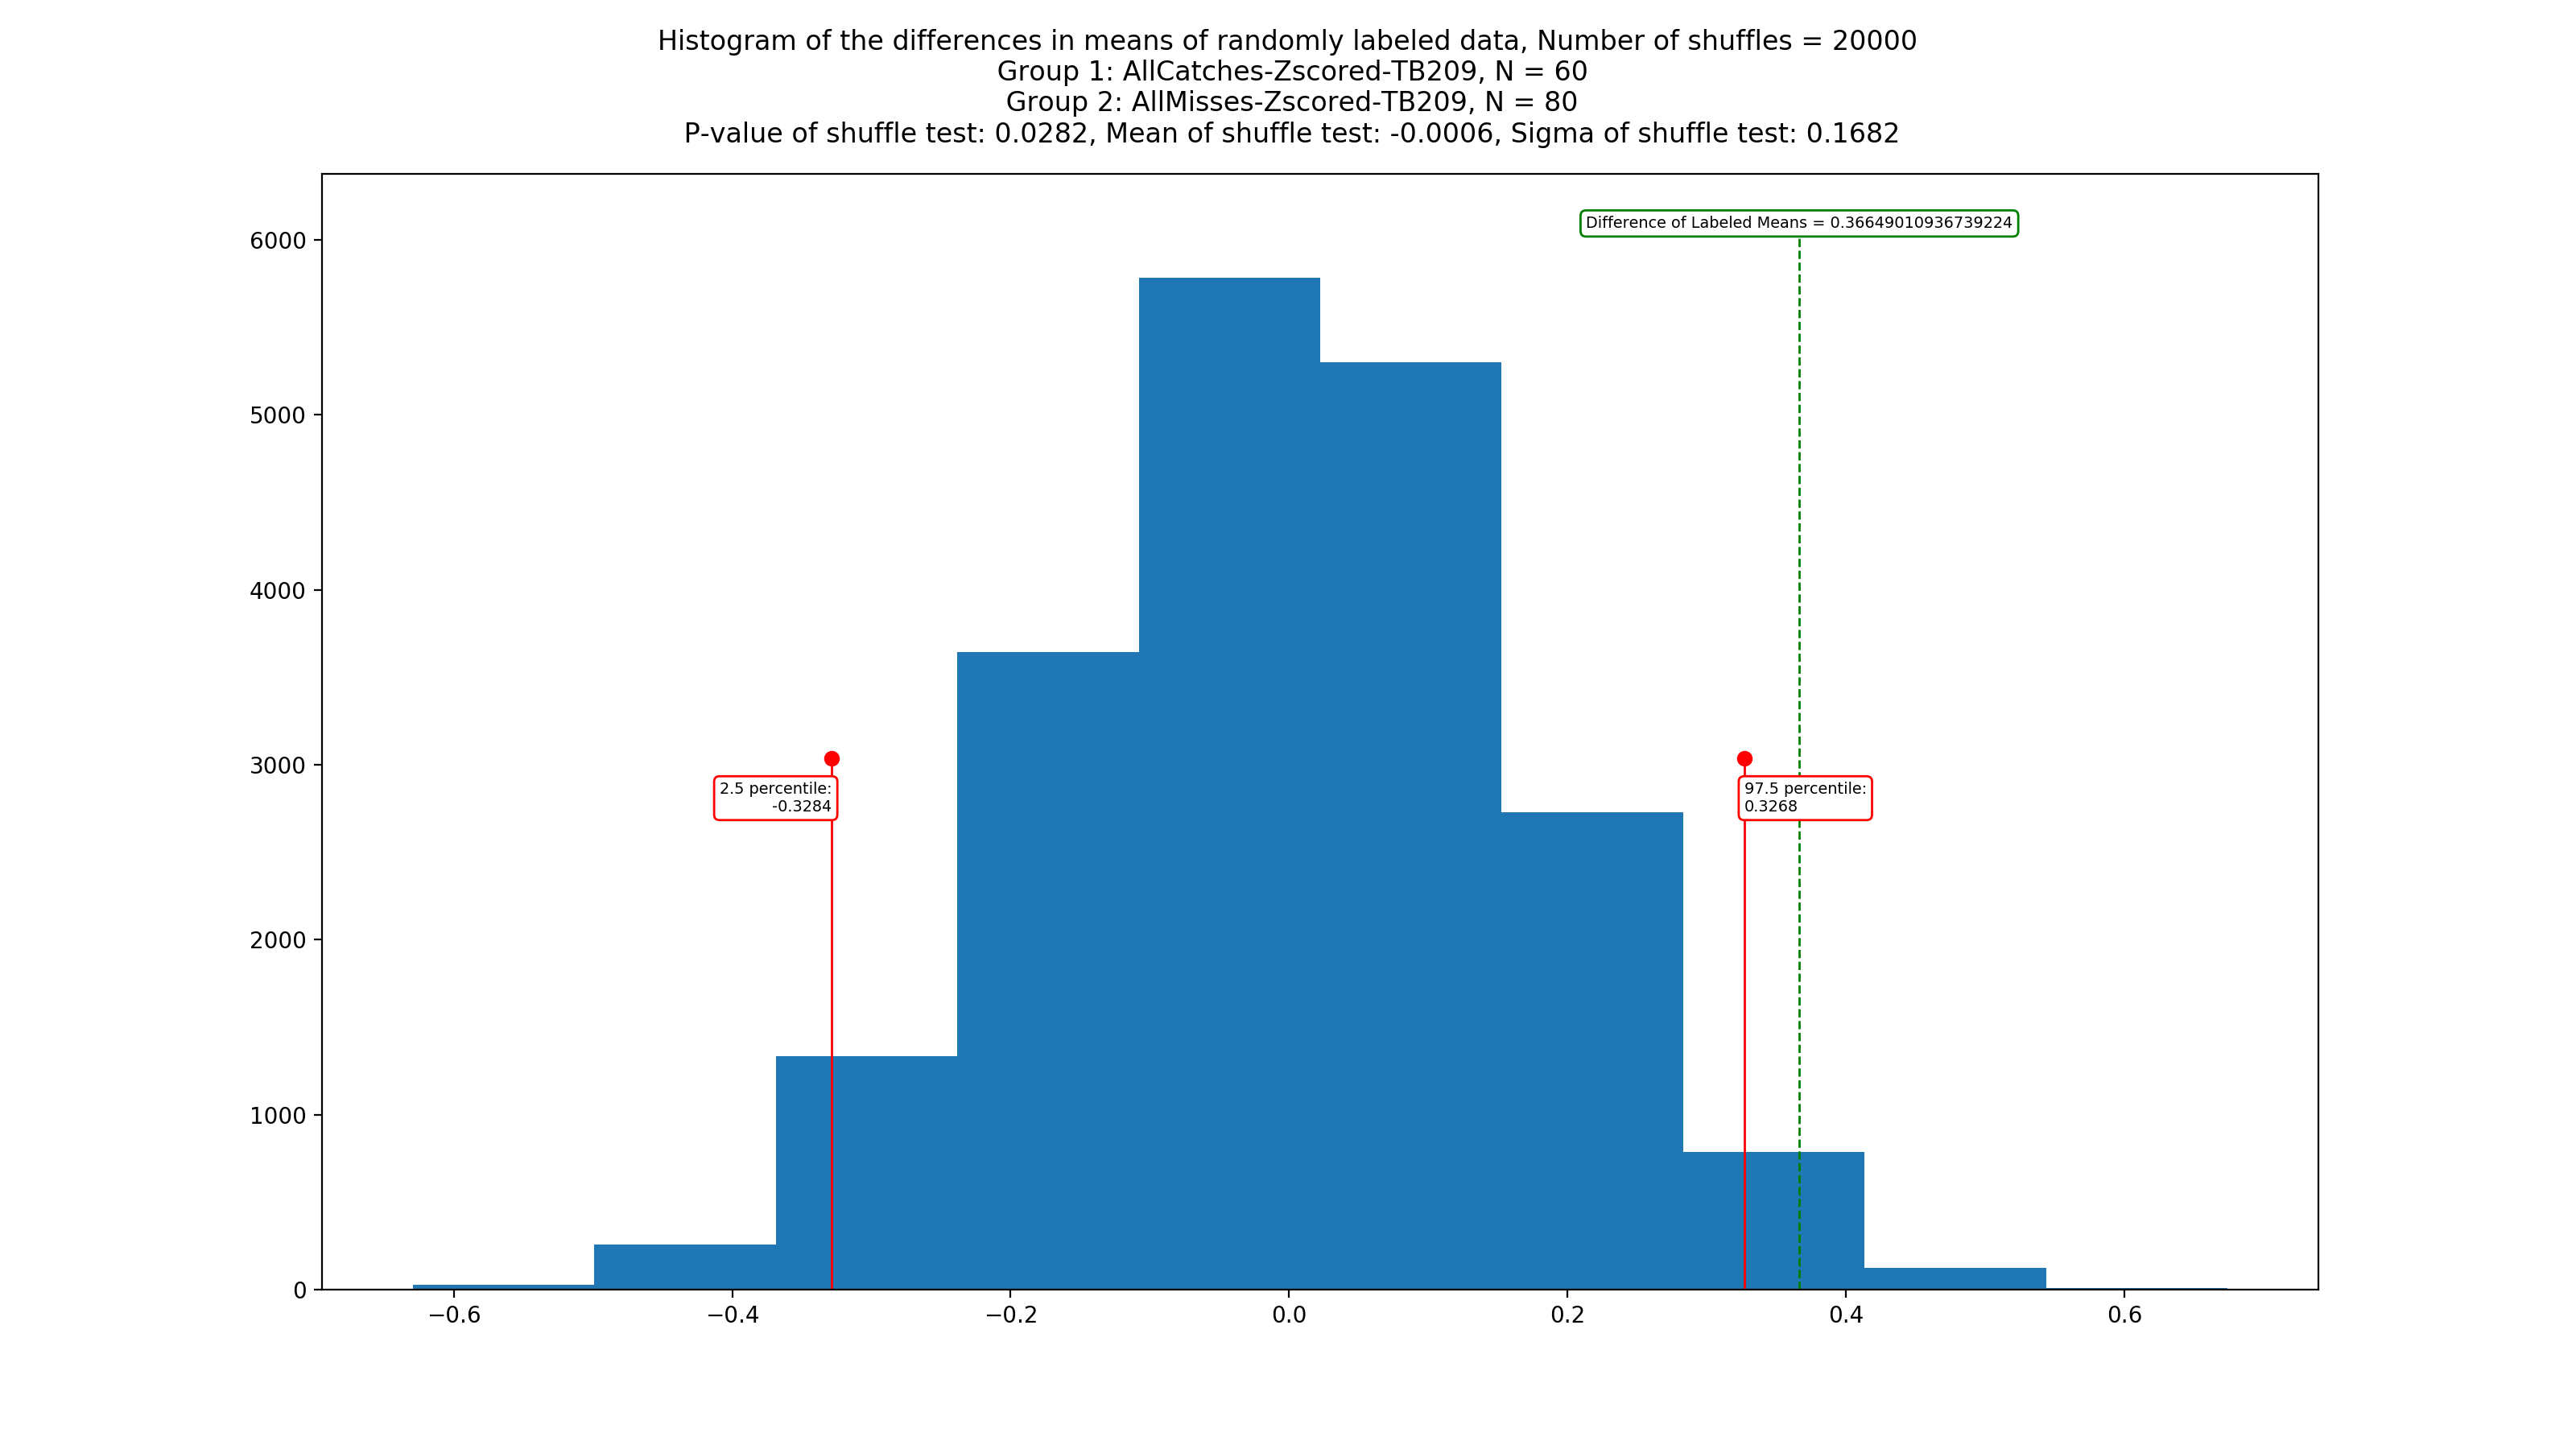 Histogram of the differences in means of randomly labeled data, Number of shuffles = 20000
Group 1: AllCatches-Zscored-TB209, N = 60
Group 2: AllMisses-Zscored-TB209, N = 80
P-value of shuffle test: 0.0282, Mean of shuffle test: -0.0006, Sigma of shuffle test: 0.1682
Difference of Labeled Means = 0.36649010936739224
6000
5000
4000
3000
2.5 percentile:
-0.3284
97.5 percentile:
0.3268
2000
1000
0
−0.6 −0.4 −0.2 0.0 0.2 0.4 0.6